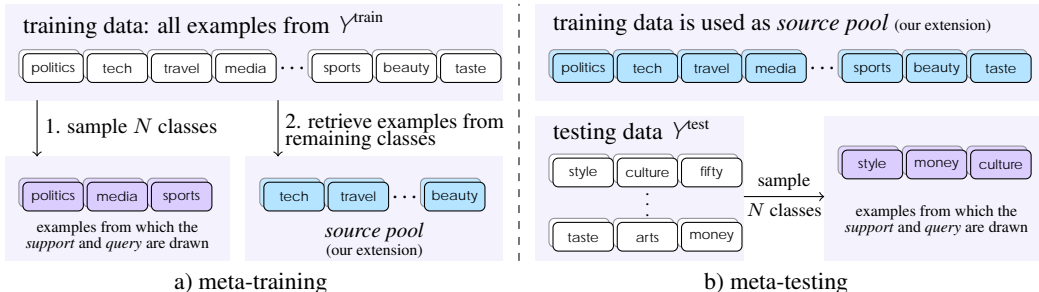 training data: all examples from Y^train
politics tech travel media ··· sports beauty taste
1. sample N classes
2. retrieve examples from
remaining classes
politics media sports
examples from which the
support and query are drawn
tech travel ··· beauty
source pool
(our extension)
a) meta-training
training data is used as source pool (our extension)
politics tech travel media ··· sports beauty taste
testing data Y^test
style culture fifty
taste arts money
sample
N classes
style money culture
examples from which the
support and query are drawn
b) meta-testing